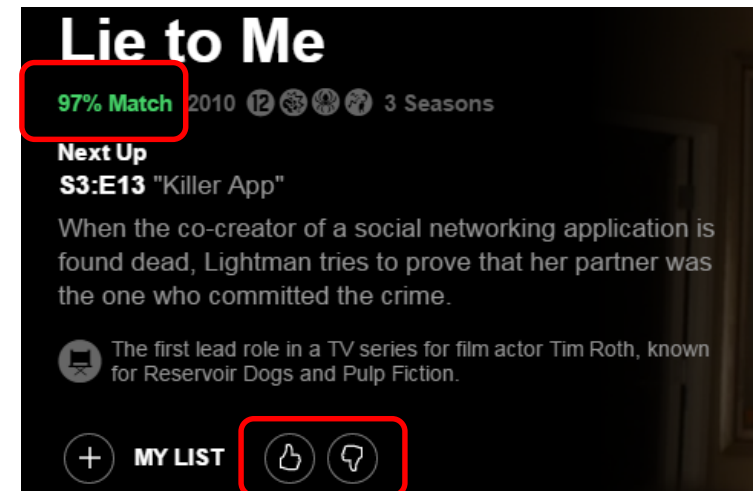 Lie to Me
97% Match 2010 12 3 Seasons
Next Up
S3:E13 "Killer App"
When the co-creator of a social networking application is
found dead, Lightman tries to prove that her partner was
the one who committed the crime.
The first lead role in a TV series for film actor Tim Roth, known
for Reservoir Dogs and Pulp Fiction.
+ MY LIST